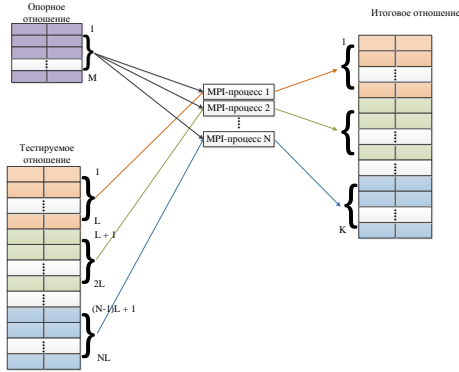 Опорное
отношение
1
M
Итоговое отношение
1
K
MPI-процесс 1
MPI-процесс 2
MPI-процесс N
Тестируемое
отношение
1
L
L + 1
2L
(N-1)L + 1
NL